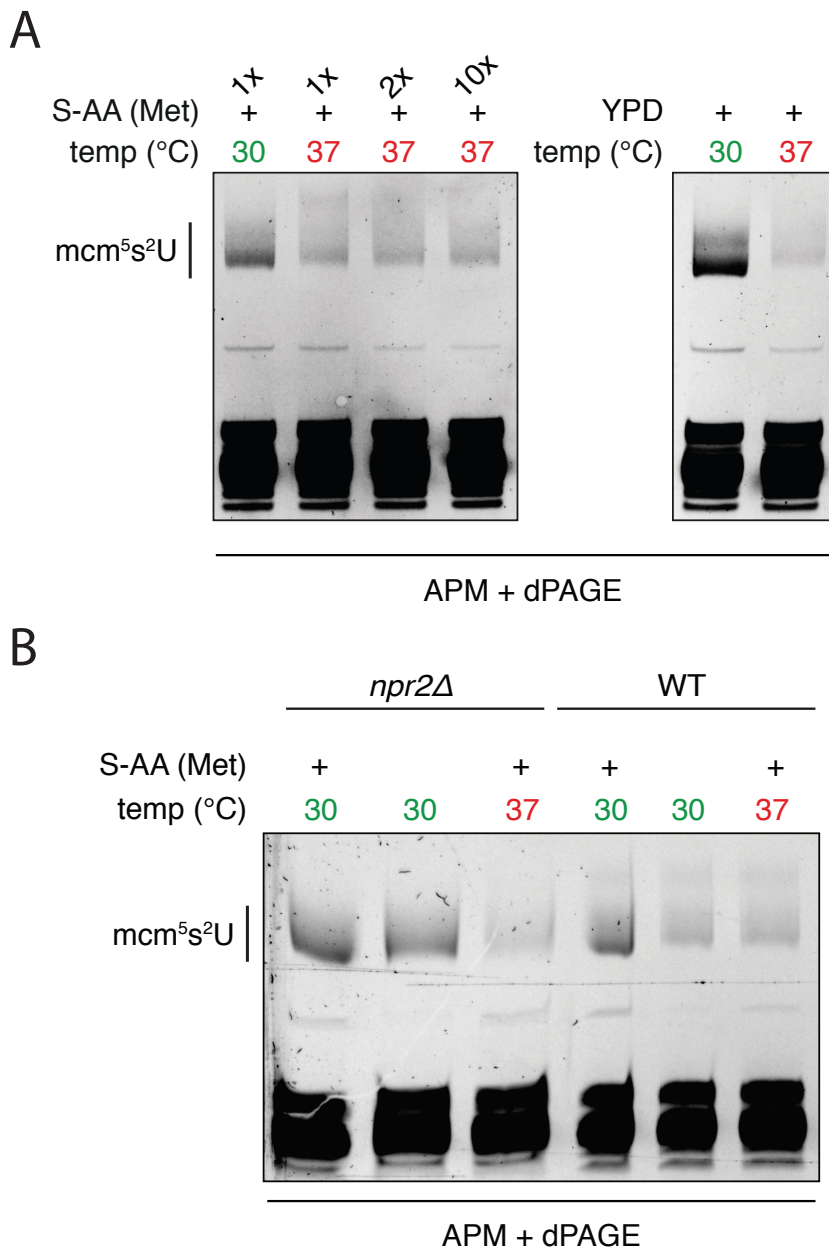 A
1x 1x 2x 10x
S-AA (Met) + + + + YPD + +
temp (°C) 30 37 37 37 temp (°C) 30 37
mcm⁵s²U
APM + dPAGE
B
npr2Δ WT
S-AA (Met) + + + +
temp (°C) 30 30 37 30 30 37
mcm⁵s²U
APM + dPAGE